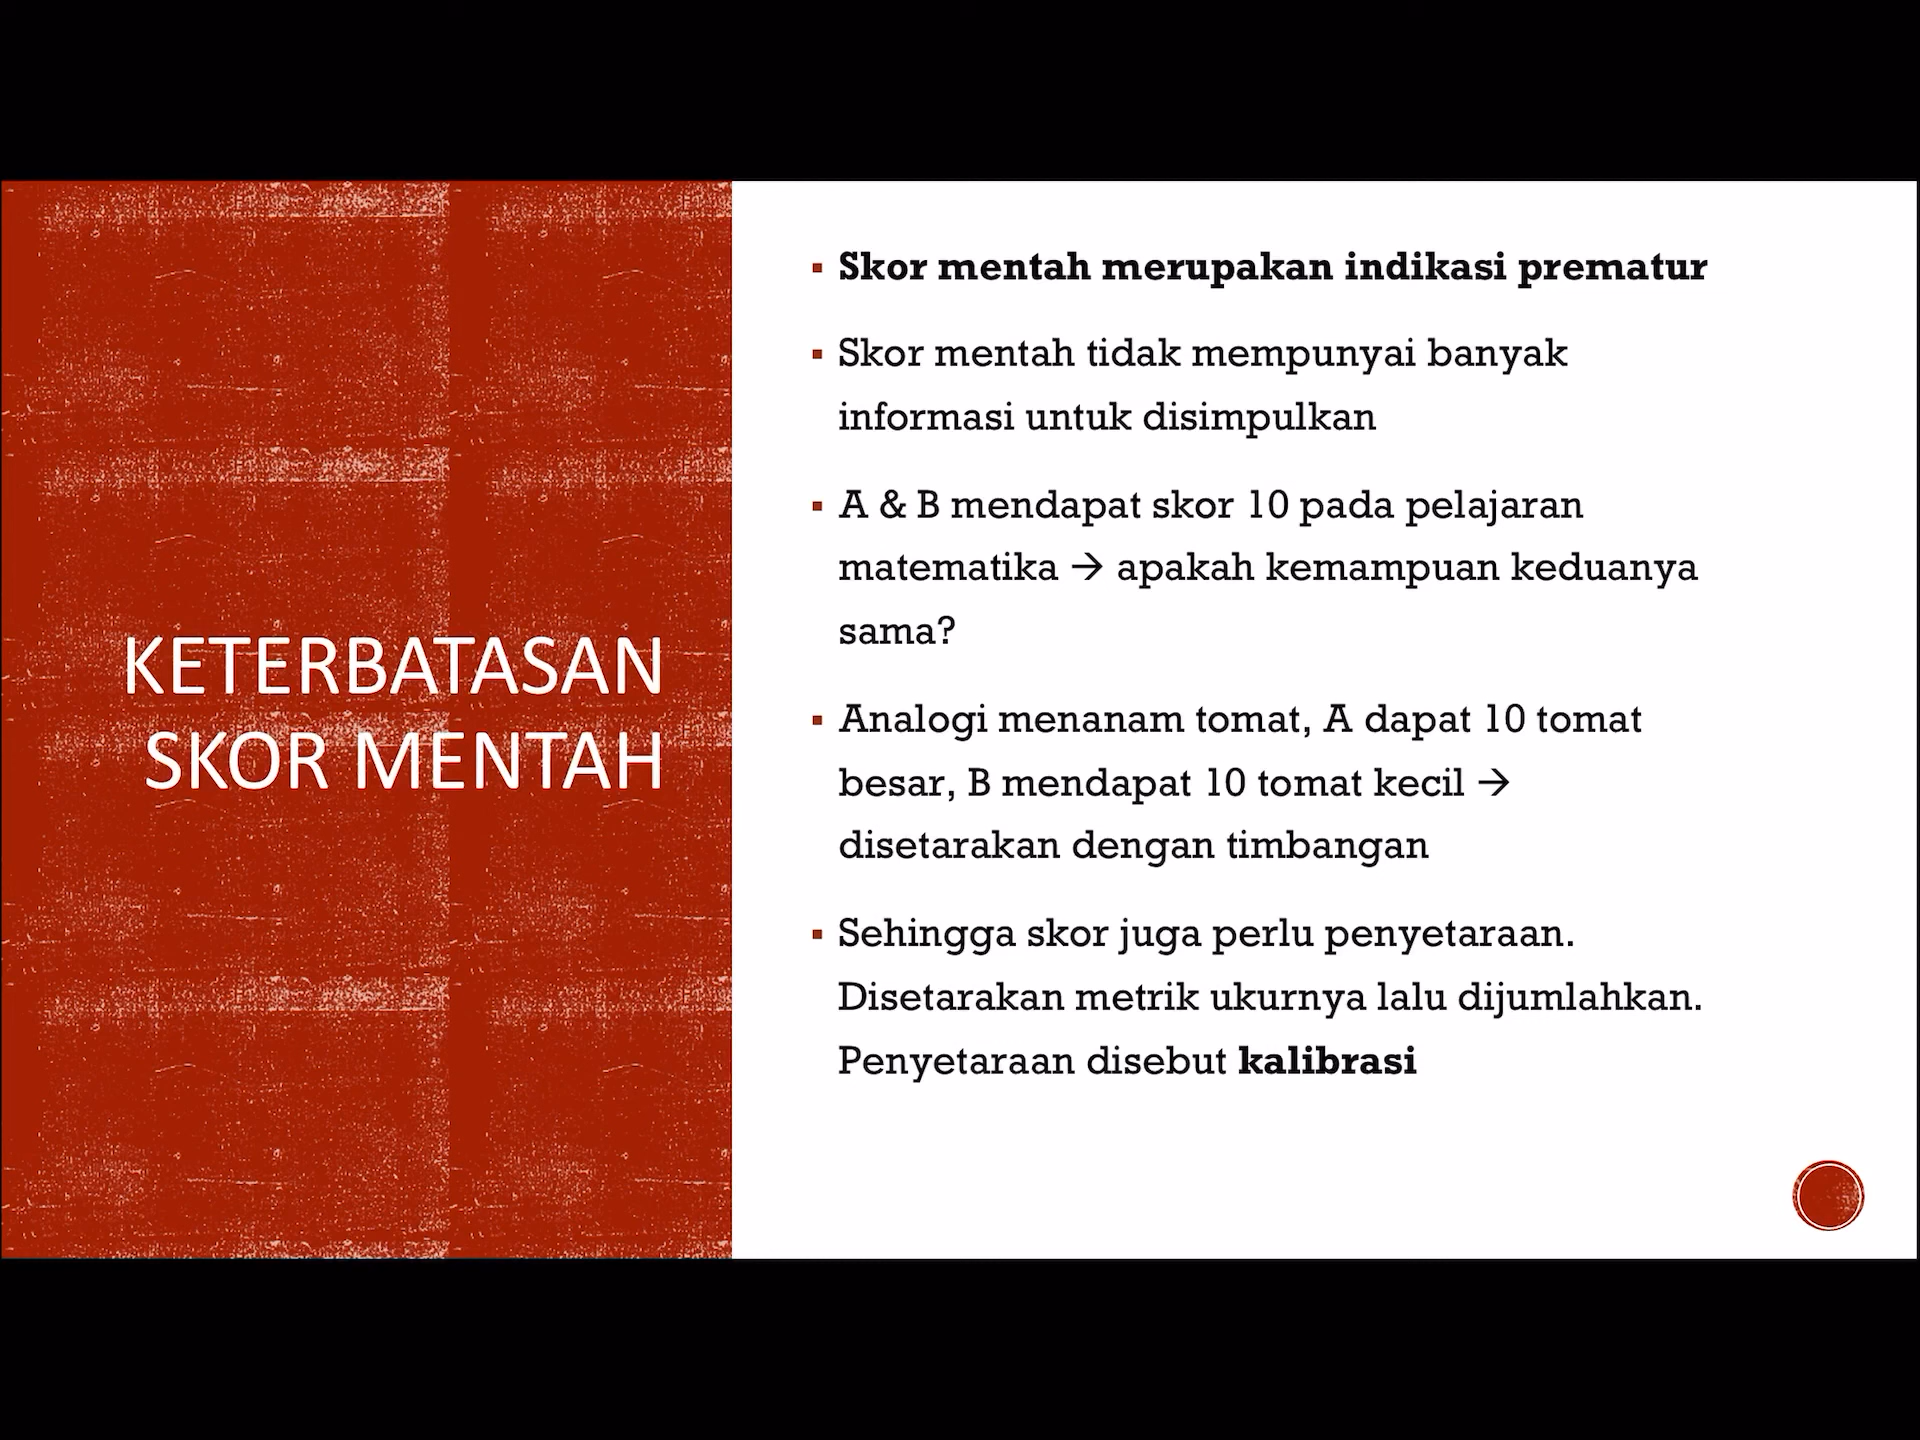 KETERBATASAN
SKOR MENTAH
▪ Skor mentah merupakan indikasi prematur
▪ Skor mentah tidak mempunyai banyak
informasi untuk disimpulkan
▪ A & B mendapat skor 10 pada pelajaran
matematika → apakah kemampuan keduanya
sama?
▪ Analogi menanam tomat, A dapat 10 tomat
besar, B mendapat 10 tomat kecil →
disetarakan dengan timbangan
▪ Sehingga skor juga perlu penyetaraan.
Disetarakan metrik ukurnya lalu dijumlahkan.
Penyetaraan disebut kalibrasi